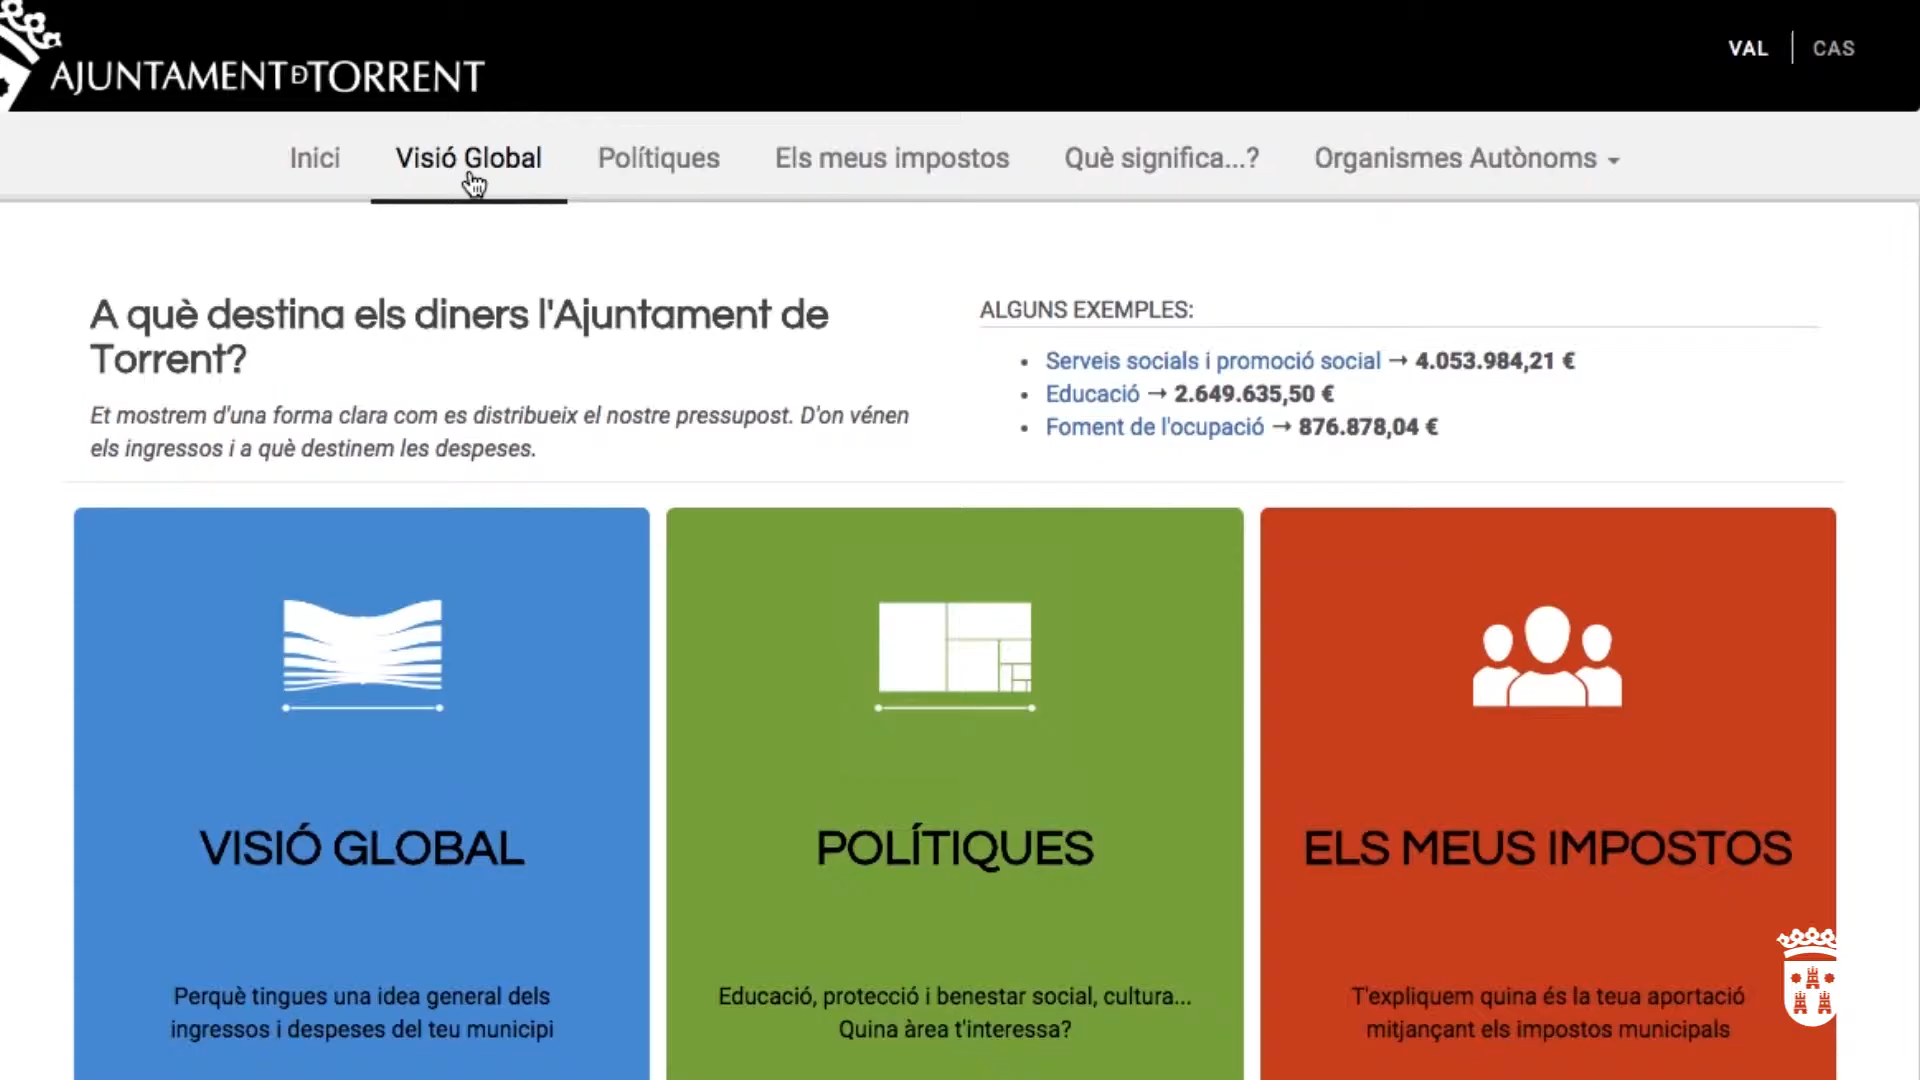 AJUNTAMENT DE TORRENT
VAL
CAS
Inici
Visió Global
Polítiques
Els meus impostos
Què significa...?
Organismes Autònoms
A què destina els diners l'Ajuntament de
Torrent?
Et mostrem d'una forma clara com es distribueix el nostre pressupost. D'on vénen
els ingressos i a què destinem les despeses.
ALGUNS EXEMPLES:
• Serveis socials i promoció social → 4.053.984,21 €
• Educació → 2.649.635,50 €
• Foment de l'ocupació → 876.878,04 €
VISIÓ GLOBAL
Perquè tingues una idea general dels
ingressos i despeses del teu municipi
POLÍTIQUES
Educació, protecció i benestar social, cultura...
Quina àrea t'interessa?
ELS MEUS IMPOSTOS
T'expliquem quina és la teua aportació
mitjançant els impostos municipals